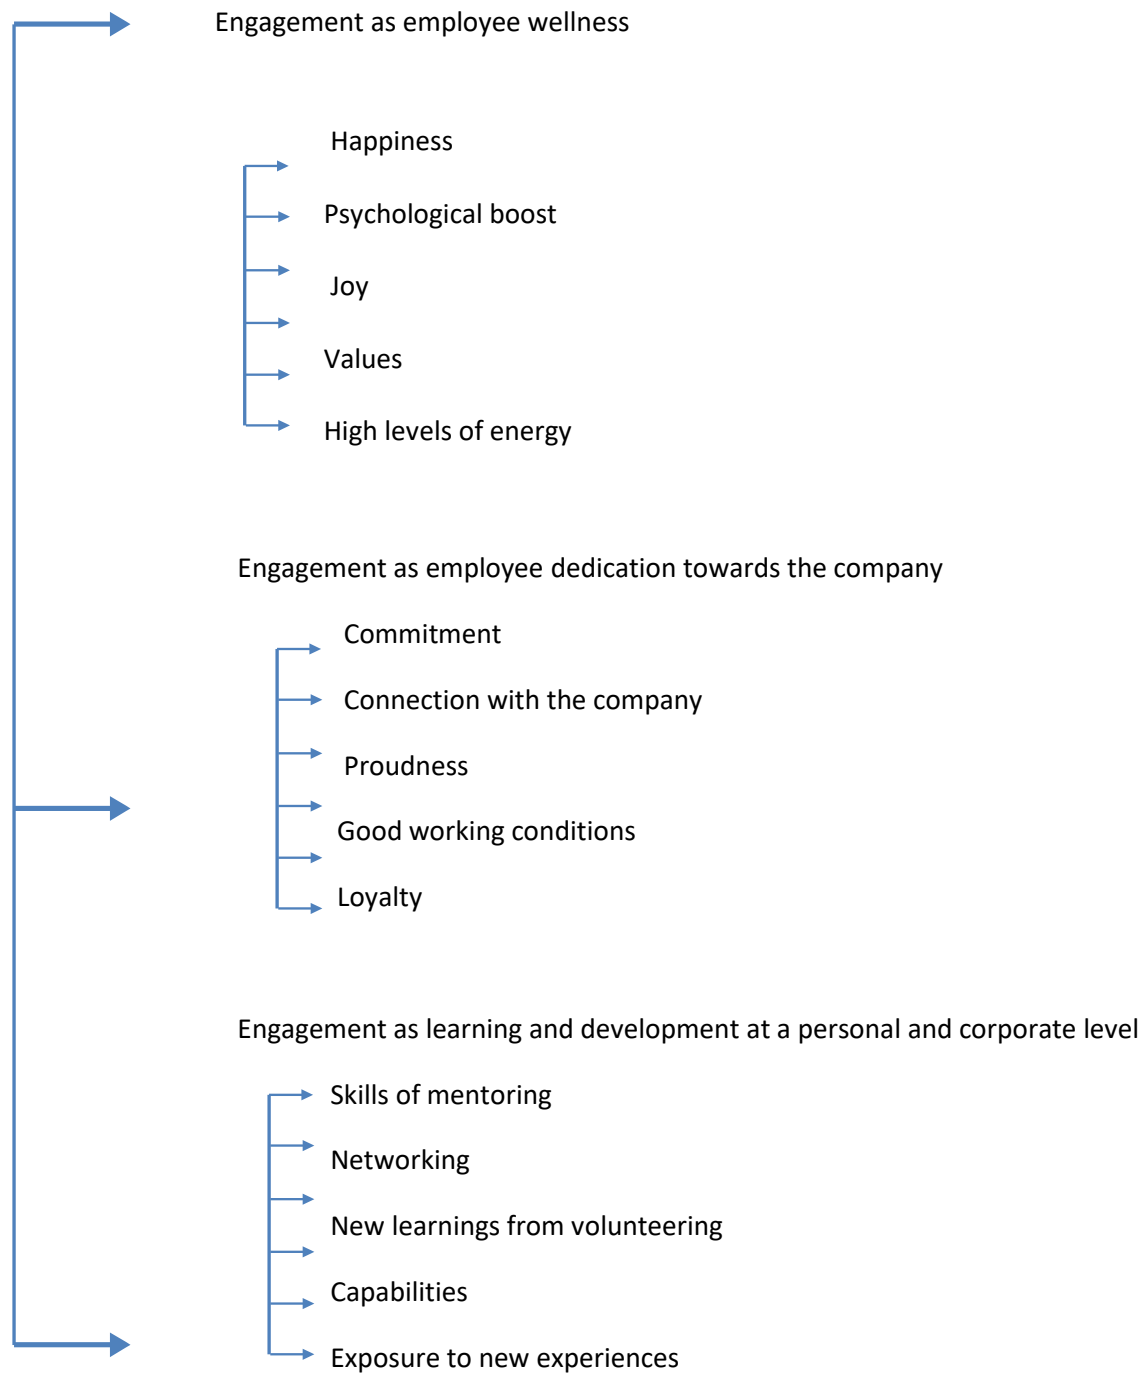 Engagement as employee wellness
Happiness
Psychological boost
Joy
Values
High levels of energy
Engagement as employee dedication towards the company
Commitment
Connection with the company
Proudness
Good working conditions
Loyalty
Engagement as learning and development at a personal and corporate level
Skills of mentoring
Networking
New learnings from volunteering
Capabilities
Exposure to new experiences